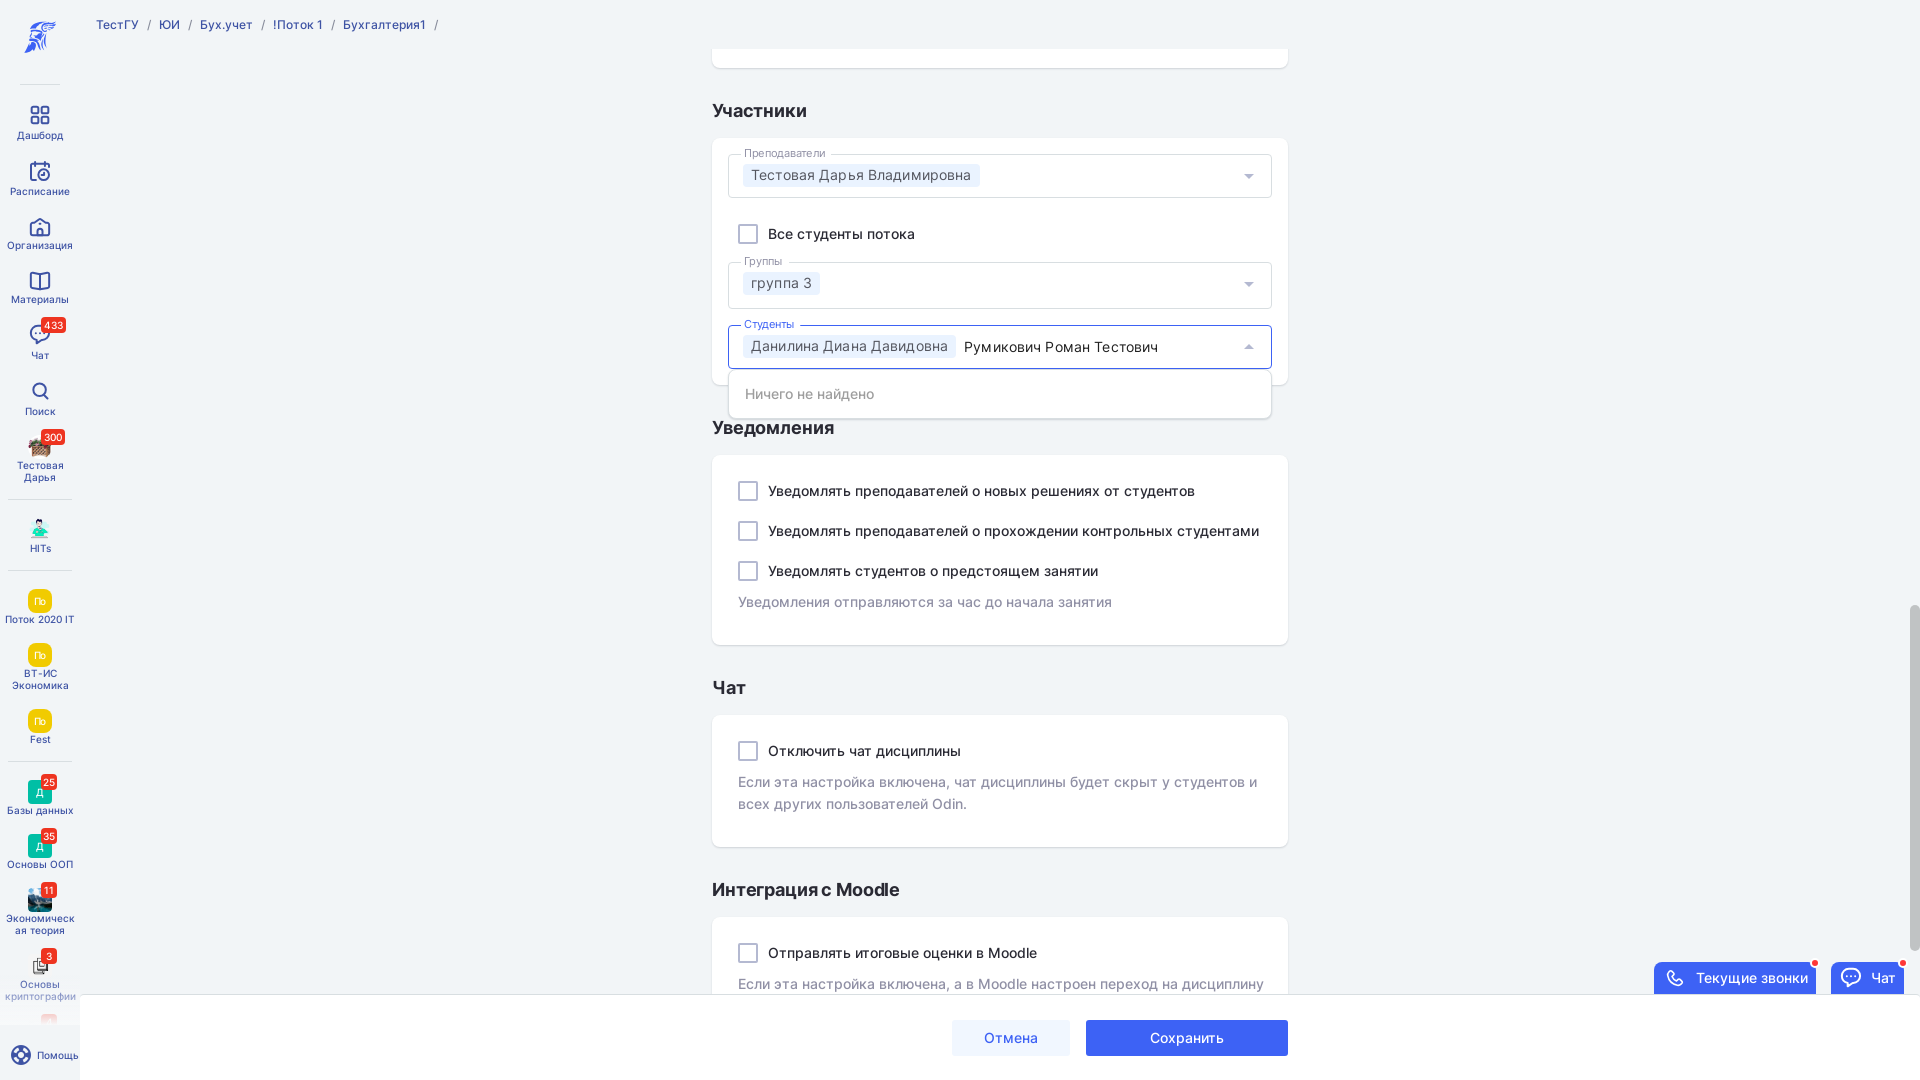 ТестГУ / ЮИ / Бух.учет / !Поток 1 / Бухгалтерия1 /
Дашборд
Расписание
Организация
Материалы
433
Чат
Поиск
300
Тестовая
Дарья
HITs
По
Поток 2020 IT
По
ВТ-ИС
Экономика
По
Fest
25
Д
Базы данных
35
Д
Основы ООП
11
Экономическ
ая теория
3
Основы
криптографии
Помощь
Участники
Преподаватели
Тестовая Дарья Владимировна
Все студенты потока
Группы
группа 3
Студенты
Данилина Диана Давидовна Румикович Роман Тестович
Ничего не найдено
Уведомления
Уведомлять преподавателей о новых решениях от студентов
Уведомлять преподавателей о прохождении контрольных студентами
Уведомлять студентов о предстоящем занятии
Уведомления отправляются за час до начала занятия
Чат
Отключить чат дисциплины
Если эта настройка включена, чат дисциплины будет скрыт у студентов и
всех других пользователей Odin.
Интеграция с Moodle
Отправлять итоговые оценки в Moodle
Если эта настройка включена, а в Moodle настроен переход на дисциплину
Текущие звонки
Чат
Отмена
Сохранить